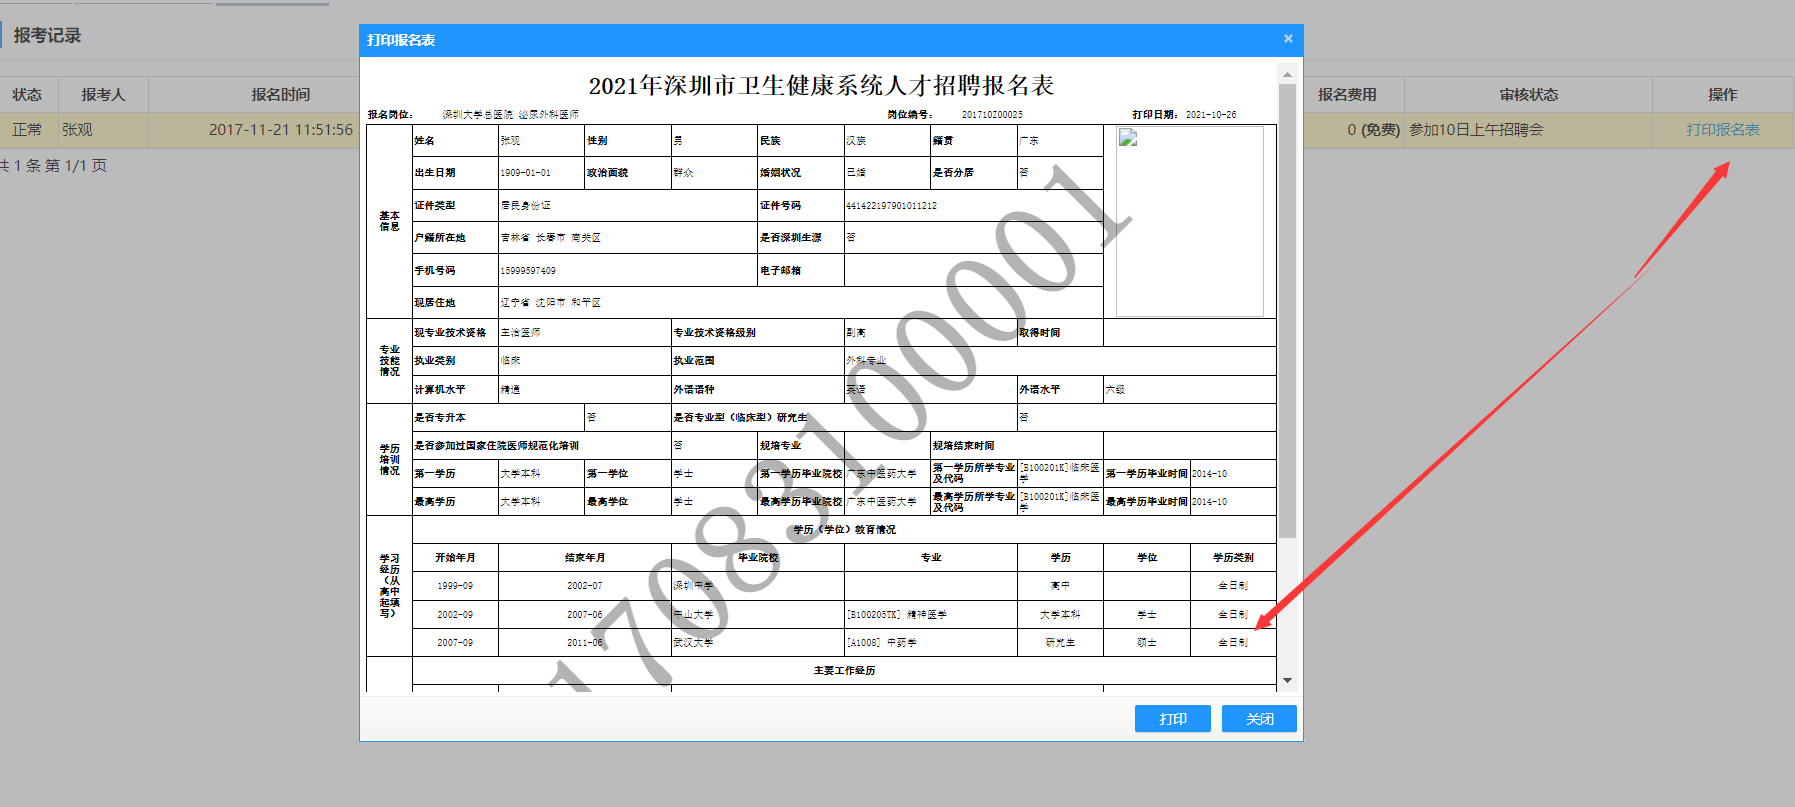 报考记录
状态 报考人 报名时间 报名费用 审核状态 操作
正常 张观 2017-11-21 11:51:56 0 (免费) 参加10日上午招聘会 打印报名表
共 1 条 第 1/1 页
打印报名表 ×
2021年深圳市卫生健康系统人才招聘报名表
报名岗位: 深圳大学总医院 泌尿外科医师 岗位编号: 201710Z00025 打印日期: 2021-10-26
基本信息
姓名 张观 性别 男 民族 汉族 籍贯 广东
出生日期 1909-01-01 政治面貌 群众 婚姻状况 已婚 是否分居 否
证件类型 居民身份证 证件号码 441422197901011212
户籍所在地 吉林省 长春市 南关区 是否深圳生源 否
手机号码 15999597409 电子邮箱
现居住地 辽宁省 沈阳市 和平区
专业技能情况
现专业技术资格 主治医师 专业技术资格级别 副高 取得时间
执业类别 临床 执业范围 外科专业
计算机水平 精通 外语语种 英语 外语水平 六级
学历培训情况
是否专升本 否 是否专业型（临床型）研究生 否
是否参加过国家住院医师规范化培训 否 规培专业 规培结束时间
第一学历 大学本科 第一学位 学士 第一学历毕业院校 广东中医药大学 第一学历所学专业及代码 [B100201K]临床医学 第一学历毕业时间 2014-10
最高学历 大学本科 最高学位 学士 最高学历毕业院校 广东中医药大学 最高学历所学专业及代码 [B100201K]临床医学 最高学历毕业时间 2014-10
学习经历（从高中起填写）
学历（学位）教育情况
开始年月 结束年月 毕业院校 专业 学历 学位 学历类别
1999-09 2002-07 深圳中学 高中 全日制
2002-09 2007-06 中山大学 [B100205TK] 精神医学 大学本科 学士 全日制
2007-09 2011-06 武汉大学 [A1008] 中药学 研究生 硕士 全日制
主要工作经历
17083100001
打印 关闭